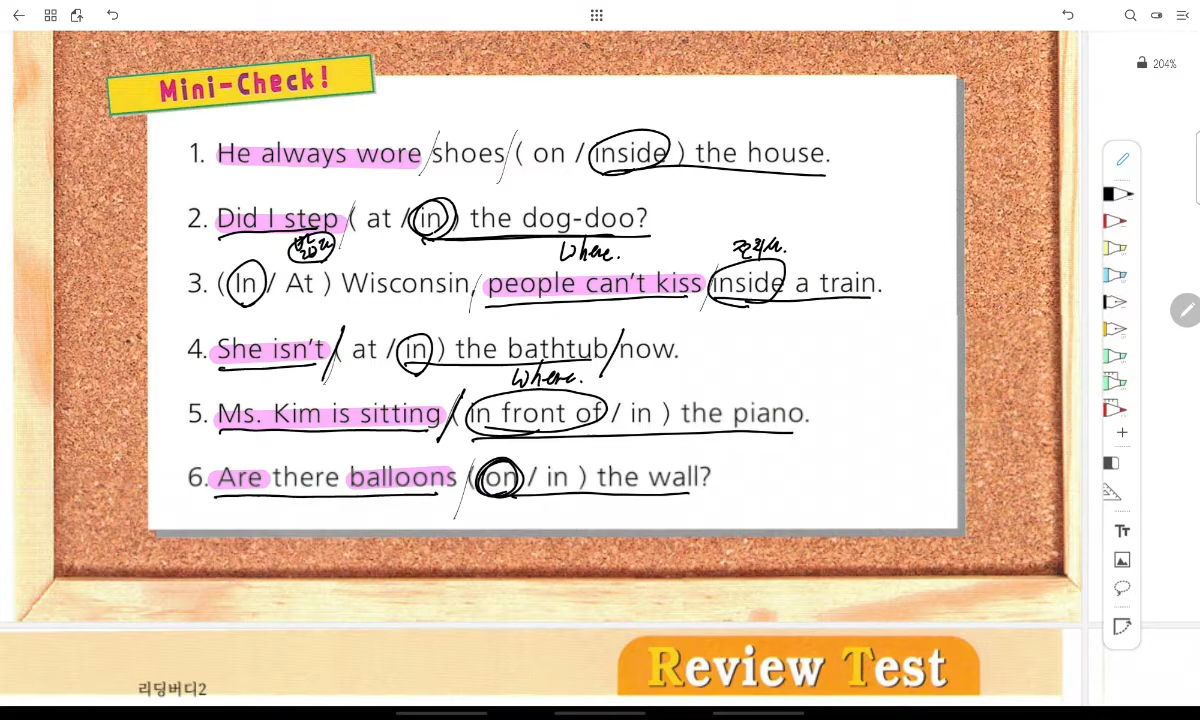 204%
Mini-Check!
1. He always wore shoes ( on / inside ) the house.
2. Did I step ( at / in ) the dog-doo?
where.
전치사.
3. ( In / At ) Wisconsin, people can't kiss inside a train.
4. She isn't ( at / in ) the bathtub now.
where.
5. Ms. Kim is sitting ( in front of / in ) the piano.
6. Are there balloons ( on / in ) the wall?
Review Test
리딩버디2